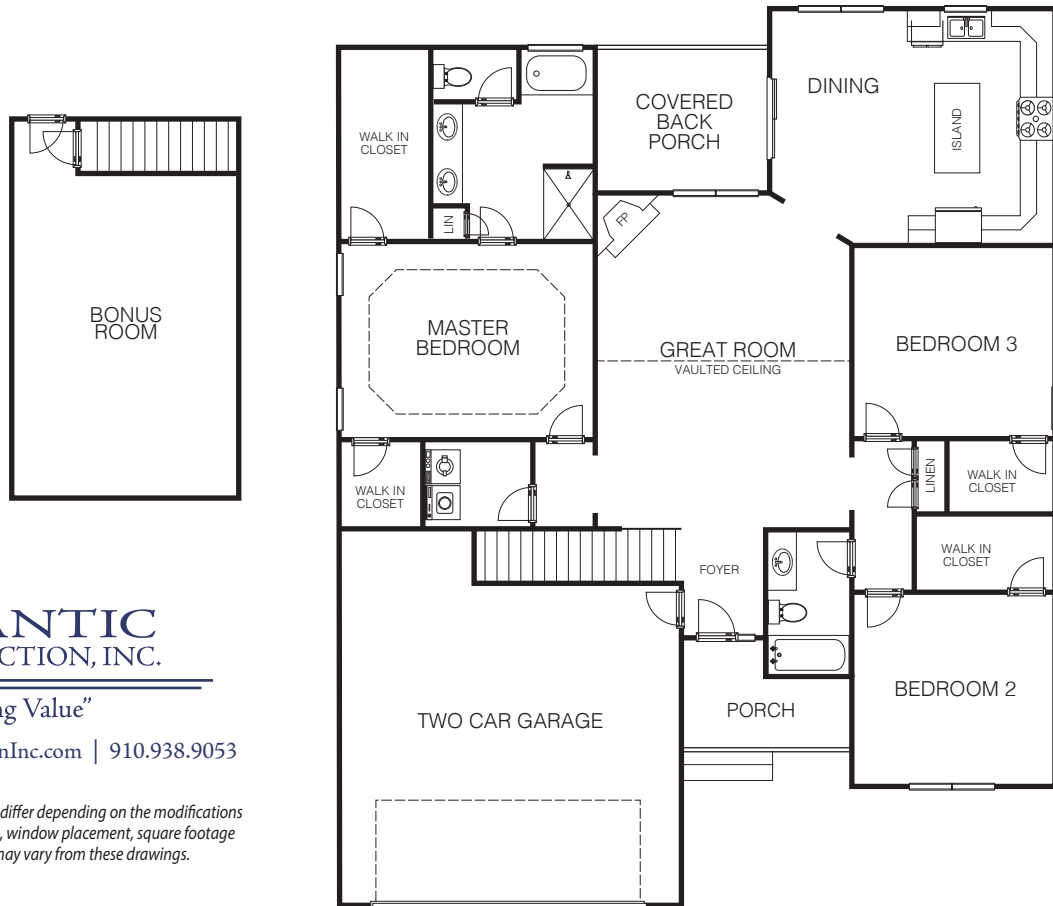 BONUS
ROOM
ANTIC
CTION, INC.
ng Value”
nInc.com | 910.938.9053
differ depending on the modifications
, window placement, square footage
may vary from these drawings.
WALK IN
CLOSET
LIN
COVERED
BACK
PORCH
DINING
ISLAND
FP
MASTER
BEDROOM
GREAT ROOM
VAULTED CEILING
BEDROOM 3
WALK IN
CLOSET
LINEN
WALK IN
CLOSET
WALK IN
CLOSET
FOYER
TWO CAR GARAGE
PORCH
BEDROOM 2